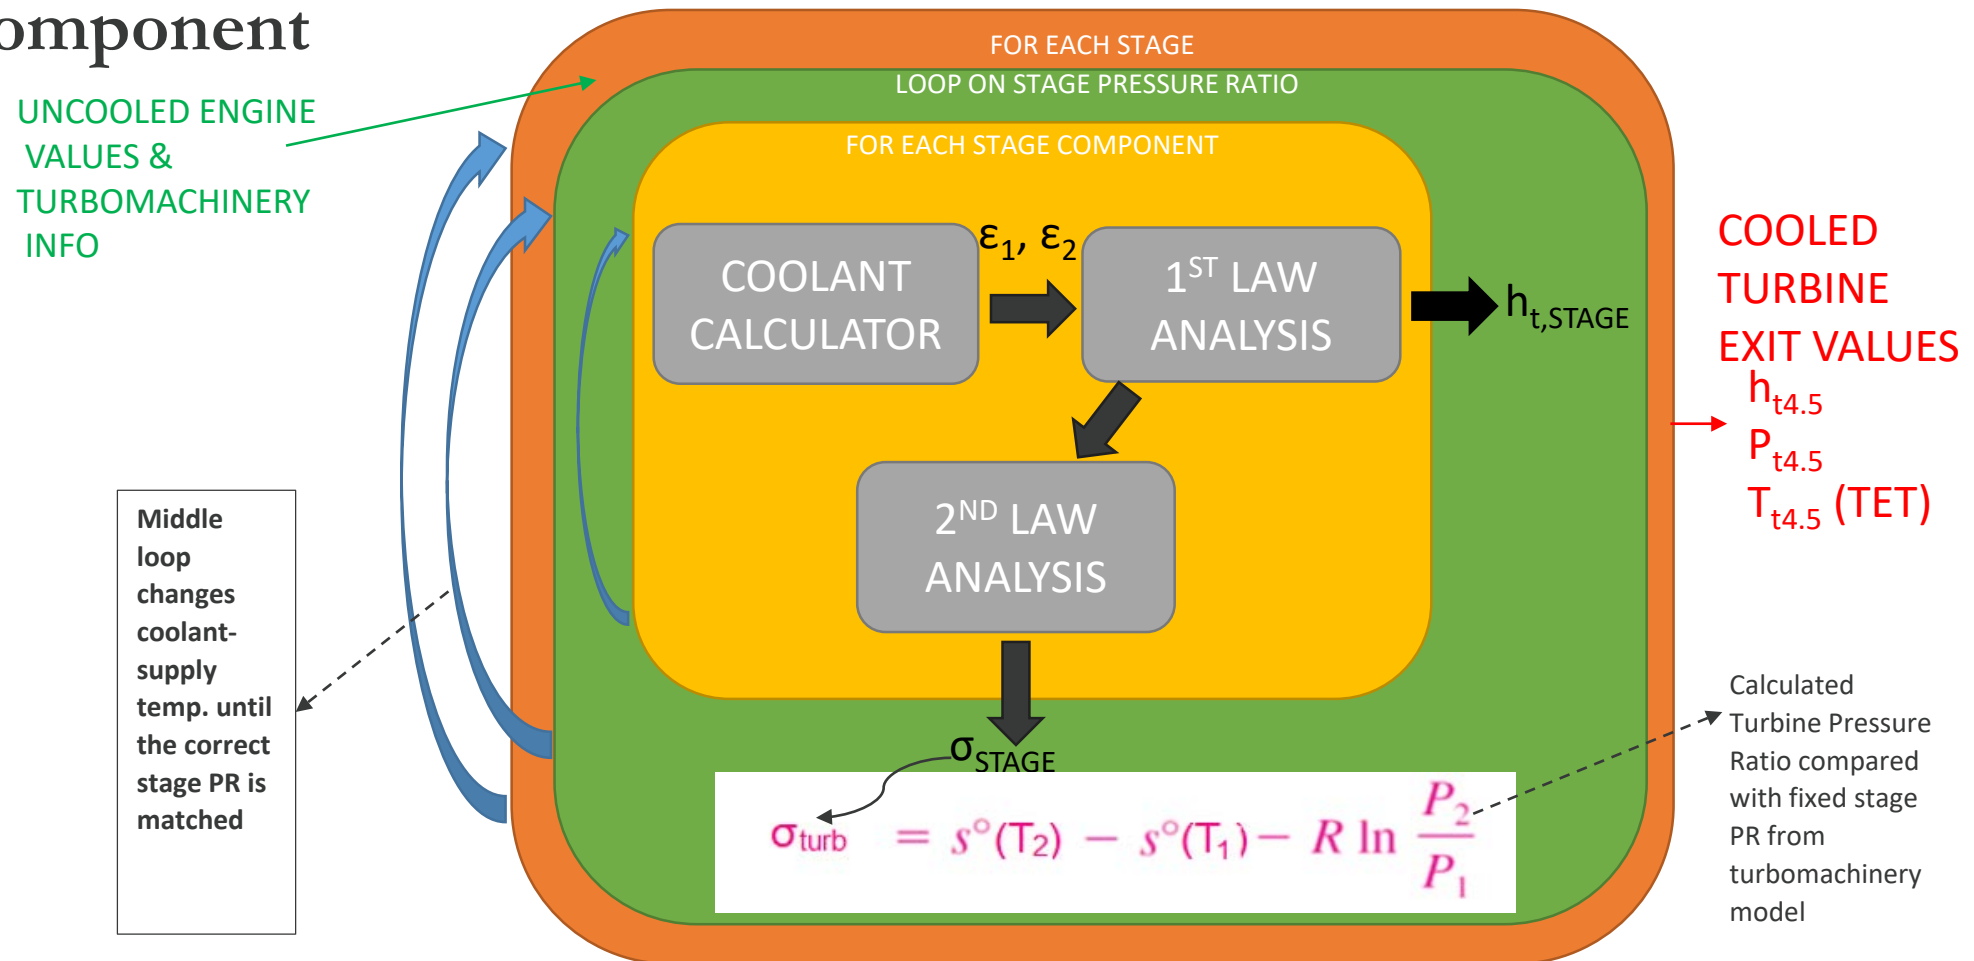 omponent
UNCOOLED ENGINE
VALUES &
TURBOMACHINERY
INFO
FOR EACH STAGE
LOOP ON STAGE PRESSURE RATIO
FOR EACH STAGE COMPONENT
COOLANT
CALCULATOR
ε₁, ε₂
1ST LAW
ANALYSIS
ht,STAGE
2ND LAW
ANALYSIS
σSTAGE
σturb = s°(T₂) − s°(T₁) − R ln P₂/P₁
COOLED
TURBINE
EXIT VALUES
ht4.5
Pt4.5
Tt4.5 (TET)
Middle
loop
changes
coolant-
supply
temp. until
the correct
stage PR is
matched
Calculated
Turbine Pressure
Ratio compared
with fixed stage
PR from
turbomachinery
model